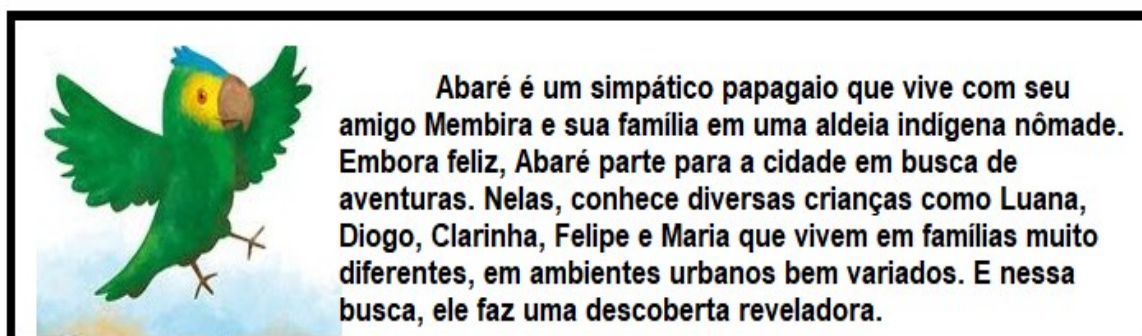 Abaré é um simpático papagaio que vive com seu
amigo Membira e sua família em uma aldeia indígena nômade.
Embora feliz, Abaré parte para a cidade em busca de
aventuras. Nelas, conhece diversas crianças como Luana,
Diogo, Clarinha, Felipe e Maria que vivem em famílias muito
diferentes, em ambientes urbanos bem variados. E nessa
busca, ele faz uma descoberta reveladora.